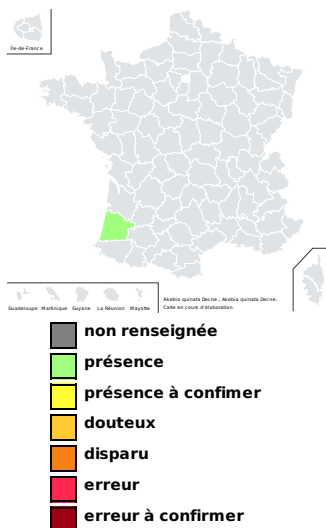 Île-de-France
Guadeloupe Martinique Guyane La Réunion Mayotte
Akebia quinata Decne., Akebia quinata Decne.
Carte en cours d'élaboration.
non renseignée
présence
présence à confimer
douteux
disparu
erreur
erreur à confirmer